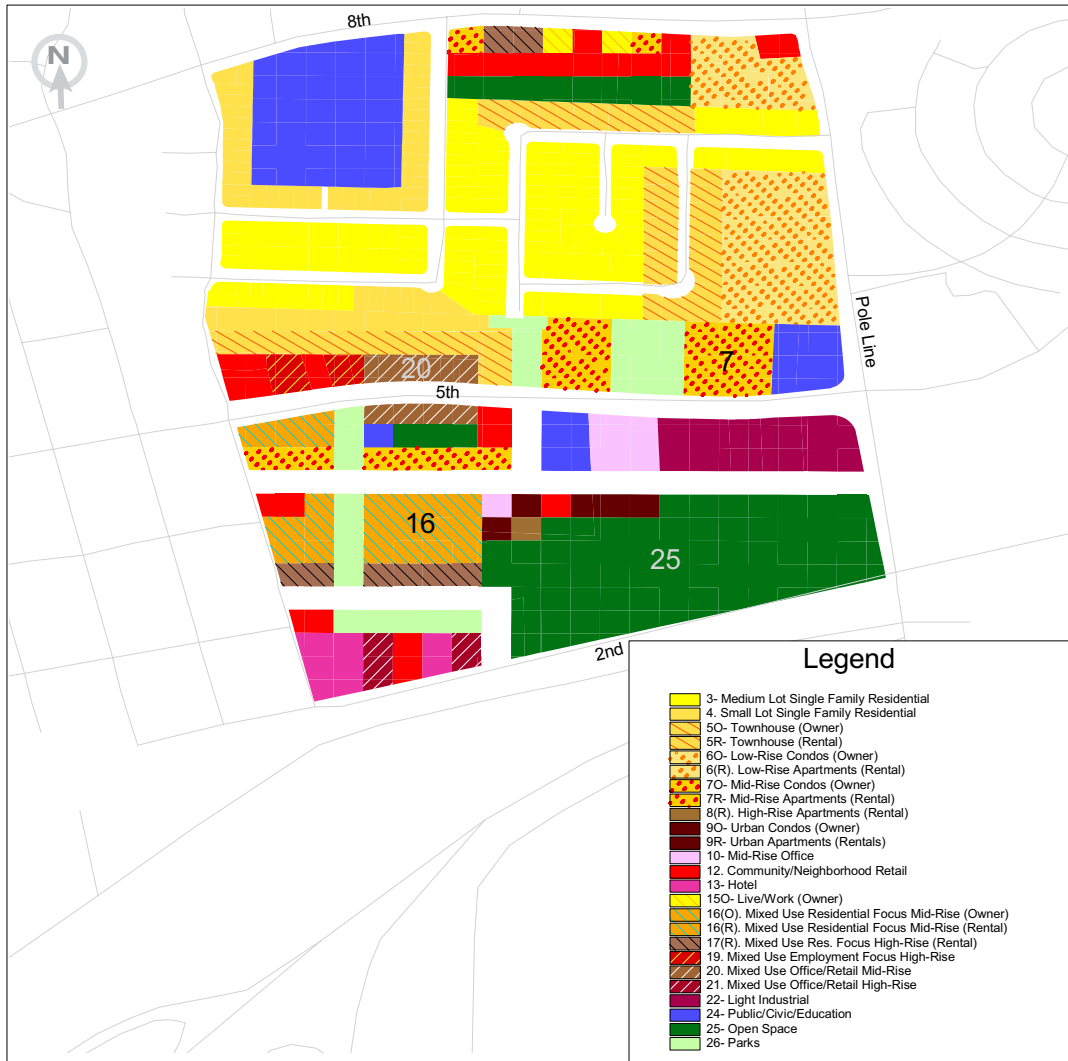 8th
N
Pole Line
7
20
5th
16
25
2nd
Legend
3- Medium Lot Single Family Residential
4. Small Lot Single Family Residential
5O- Townhouse (Owner)
5R- Townhouse (Rental)
6O- Low-Rise Condos (Owner)
6(R). Low-Rise Apartments (Rental)
7O- Mid-Rise Condos (Owner)
7R- Mid-Rise Apartments (Rental)
8(R). High-Rise Apartments (Rental)
9O- Urban Condos (Owner)
9R- Urban Apartments (Rentals)
10- Mid-Rise Office
12. Community/Neighborhood Retail
13- Hotel
15O- Live/Work (Owner)
16(O). Mixed Use Residential Focus Mid-Rise (Owner)
16(R). Mixed Use Residential Focus Mid-Rise (Rental)
17(R). Mixed Use Res. Focus High-Rise (Rental)
19. Mixed Use Employment Focus High-Rise
20. Mixed Use Office/Retail Mid-Rise
21. Mixed Use Office/Retail High-Rise
22- Light Industrial
24- Public/Civic/Education
25- Open Space
26- Parks